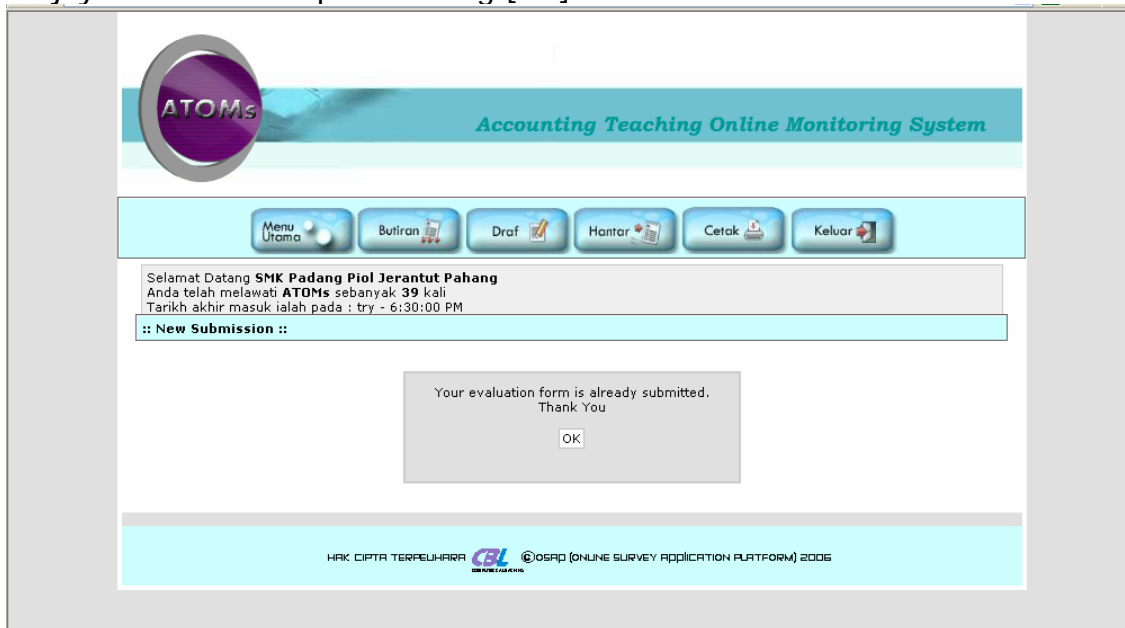 ATOMs
Accounting Teaching Online Monitoring System
Menu Utama
Butiran
Draf
Hantar
Cetak
Keluar
Selamat Datang SMK Padang Piol Jerantut Pahang
Anda telah melawati ATOMs sebanyak 39 kali
Tarikh akhir masuk ialah pada : try - 6:30:00 PM
:: New Submission ::
Your evaluation form is already submitted.
Thank You
OK
HAK CIPTA TERPELIHARA CBL ©OSAP (ONLINE SURVEY APPLICATION PLATFORM) 2006